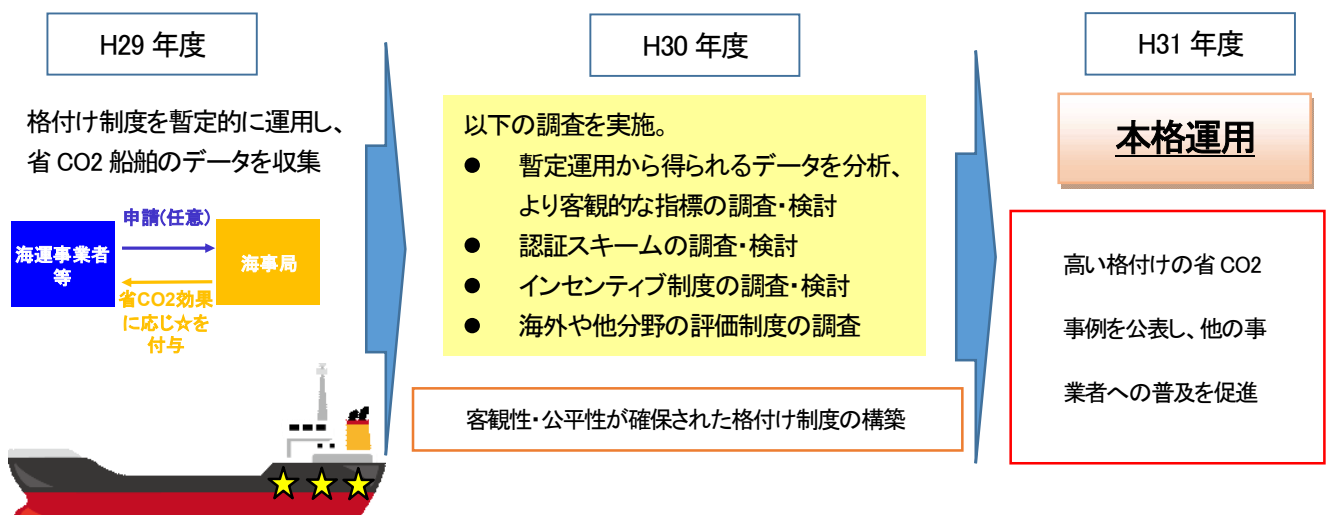 H29 年度
格付け制度を暫定的に運用し、
省 CO2 船舶のデータを収集
申請(任意)
海運事業者
等
海事局
省CO2効果
に応じ☆を
付与
H30 年度
以下の調査を実施。
● 暫定運用から得られるデータを分析、
より客観的な指標の調査・検討
● 認証スキームの調査・検討
● インセンティブ制度の調査・検討
● 海外や他分野の評価制度の調査
客観性・公平性が確保された格付け制度の構築
H31 年度
本格運用
高い格付けの省 CO2
事例を公表し、他の事
業者への普及を促進